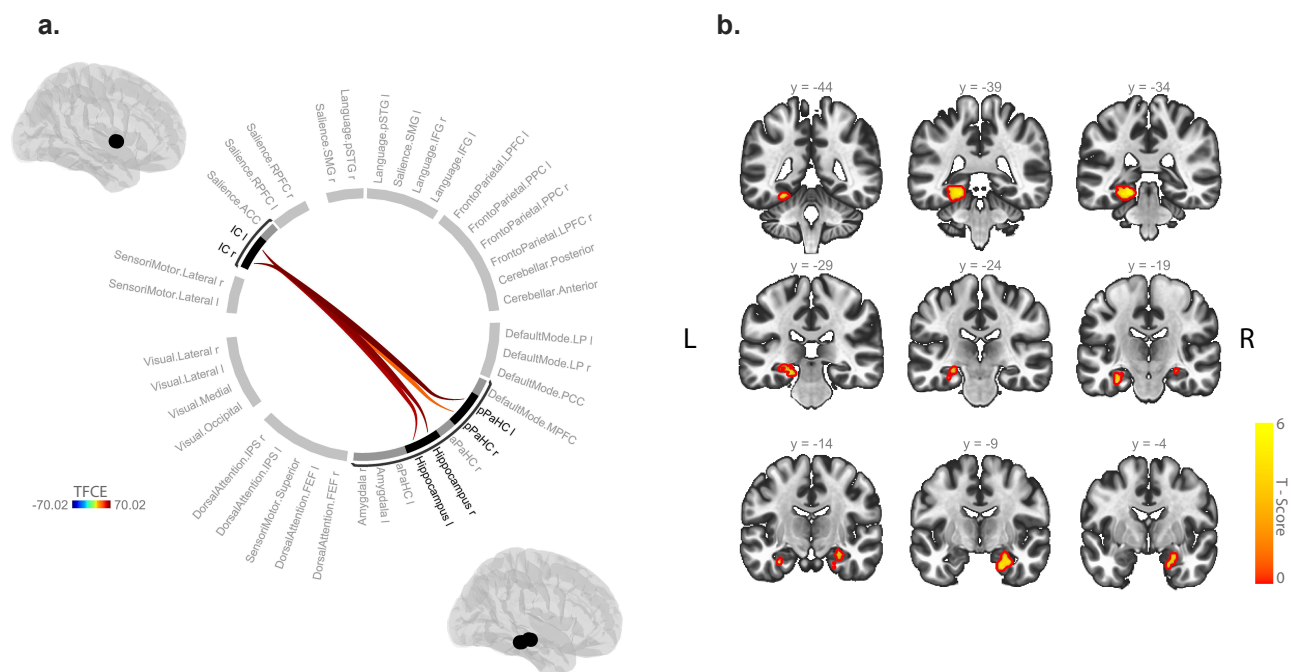 a.
Salience.RPFC r
Salience.RPFC l
Salience.ACC
IC l
IC r
SensoriMotor.Lateral r
SensoriMotor.Lateral l
Visual.Lateral r
Visual.Lateral l
Visual.Medial
Visual.Occipital
DorsalAttention.IPS r
DorsalAttention.IPS l
SensoriMotor.Superior
DorsalAttention.FEF l
DorsalAttention.FEF r
Amygdala r
Amygdala l
aPaHC l
Hippocampus l
Hippocampus r
aPaHC r
pPaHC r
pPaHC l
DefaultMode.MPFC
DefaultMode.PCC
DefaultMode.LP r
DefaultMode.LP l
Cerebellar.Anterior
Cerebellar.Posterior
FrontoParietal.LPFC r
FrontoParietal.PPC r
FrontoParietal.PPC l
FrontoParietal.LPFC l
Language.IFG l
Language.IFG r
Salience.SMG l
Language.pSTG l
Language.pSTG r
Salience.SMG r
TFCE
-70.02 70.02
b.
y = -44
y = -39
y = -34
y = -29
y = -24
y = -19
L
R
y = -14
y = -9
y = -4
6
T - Score
0